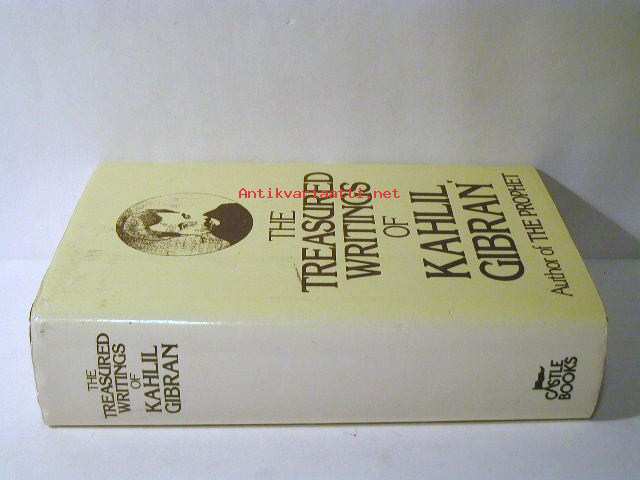 Antikvariaatti.net
THE
TREASURED
WRITINGS
OF
KAHLIL
GIBRAN
Author of THE PROPHET
THE
TREASURED
WRITINGS
OF
KAHLIL
GIBRAN
CASTLE
BOOKS